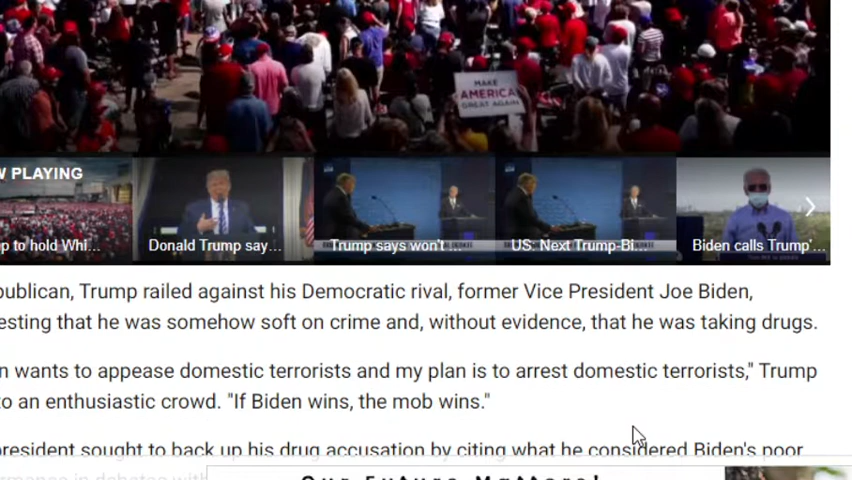 MAKE
AMERICA
GREAT AGAIN
W PLAYING
p to hold Whi...
Donald Trump say...
Trump says won't ...
US: Next Trump-Bi...
Biden calls Trump'...
publican, Trump railed against his Democratic rival, former Vice President Joe Biden,
esting that he was somehow soft on crime and, without evidence, that he was taking drugs.
n wants to appease domestic terrorists and my plan is to arrest domestic terrorists," Trump
to an enthusiastic crowd. "If Biden wins, the mob wins."
president sought to back up his drug accusation by citing what he considered Biden's poor
Our Future Matters!